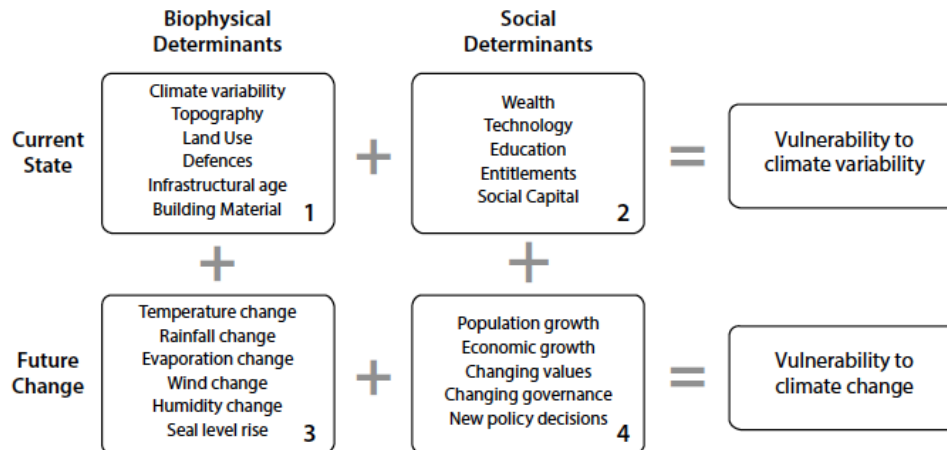 Biophysical
Determinants
Social
Determinants
Current
State
Climate variability
Topography
Land Use
Defences
Infrastructural age
Building Material
1
+
Wealth
Technology
Education
Entitlements
Social Capital
2
=
Vulnerability to
climate variability
+
+
Future
Change
Temperature change
Rainfall change
Evaporation change
Wind change
Humidity change
Seal level rise
3
+
Population growth
Economic growth
Changing values
Changing governance
New policy decisions
4
=
Vulnerability to
climate change